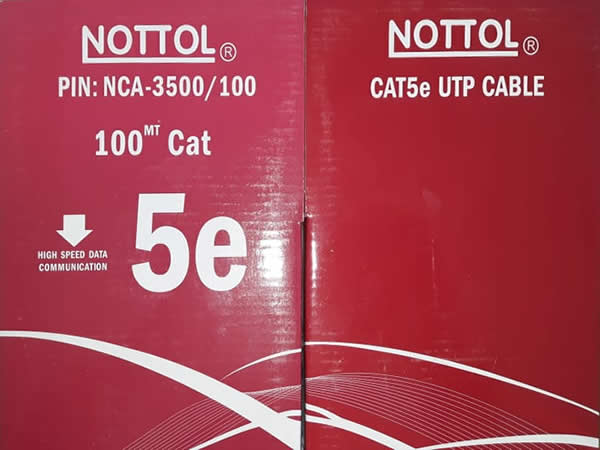 NOTTOL®
PIN: NCA-3500/100
100MT Cat
5e
HIGH SPEED DATA
COMMUNICATION
NOTTOL®
CAT5e UTP CABLE